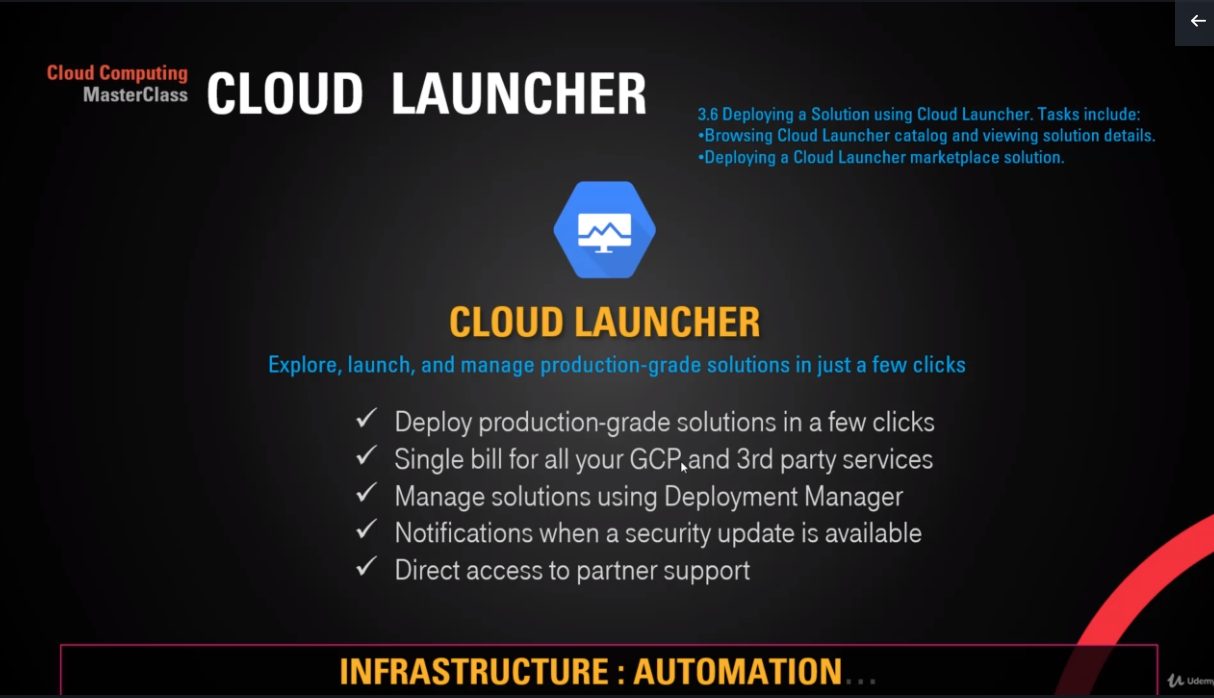 Cloud Computing
MasterClass
CLOUD LAUNCHER
3.6 Deploying a Solution using Cloud Launcher. Tasks include:
•Browsing Cloud Launcher catalog and viewing solution details.
•Deploying a Cloud Launcher marketplace solution.
CLOUD LAUNCHER
Explore, launch, and manage production-grade solutions in just a few clicks
✓ Deploy production-grade solutions in a few clicks
✓ Single bill for all your GCP and 3rd party services
✓ Manage solutions using Deployment Manager
✓ Notifications when a security update is available
✓ Direct access to partner support
INFRASTRUCTURE : AUTOMATION...
Udemy